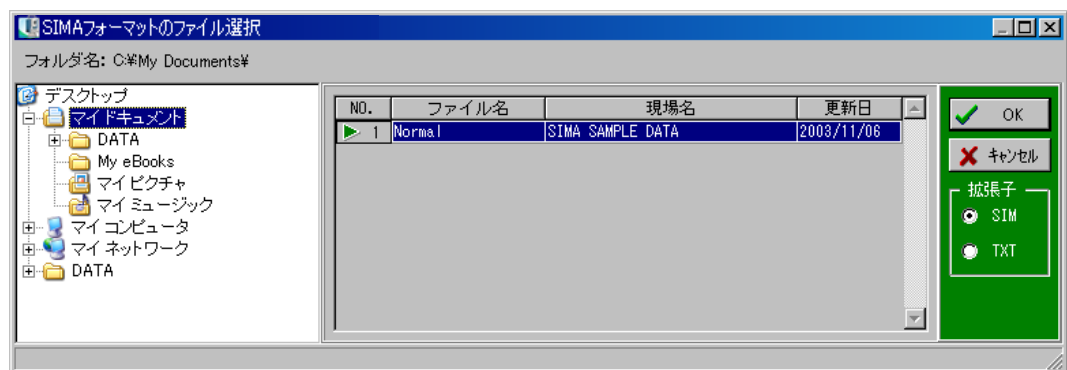 SIMAフォーマットのファイル選択
フォルダ名: C:¥My Documents¥
デスクトップ
マイ ドキュメント
DATA
My eBooks
マイ ピクチャ
マイ ミュージック
マイ コンピュータ
マイ ネットワーク
DATA
NO. ファイル名 現場名 更新日
1 Normal SIMA SAMPLE DATA 2003/11/06
OK
ｷｬﾝｾﾙ
拡張子
SIM
TXT